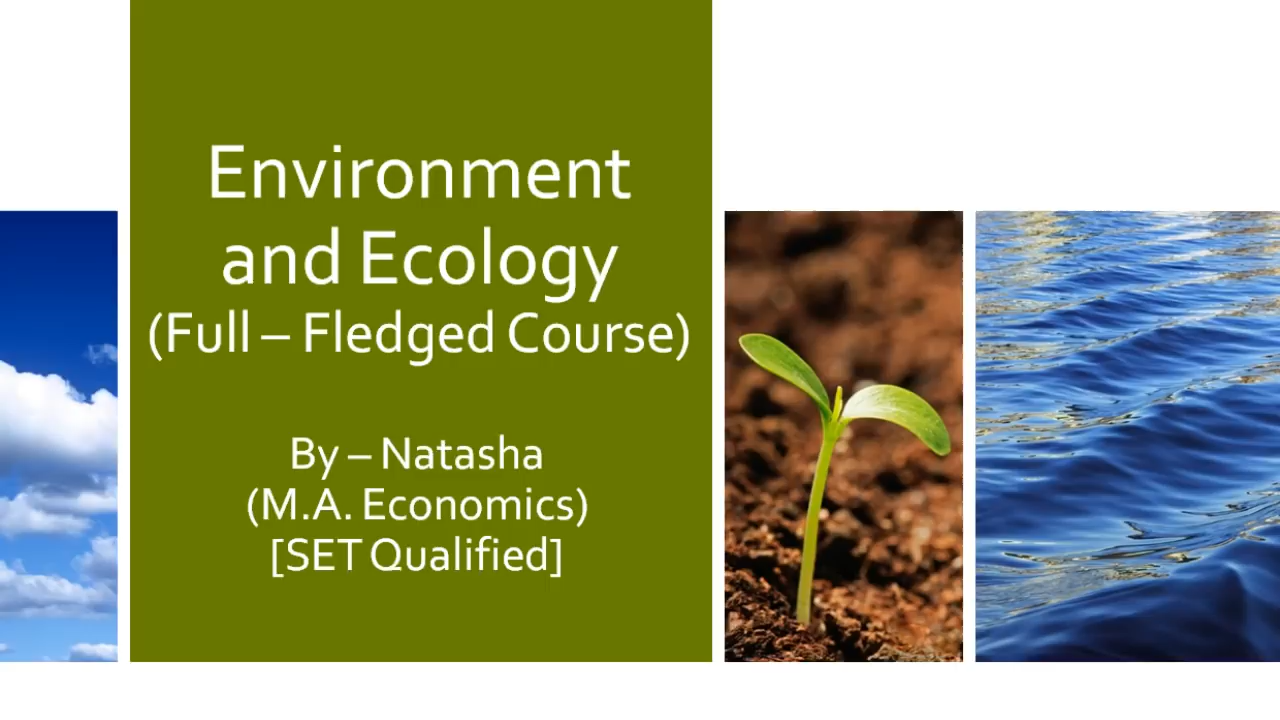 Environment
and Ecology
(Full – Fledged Course)
By – Natasha
(M.A. Economics)
[SET Qualified]